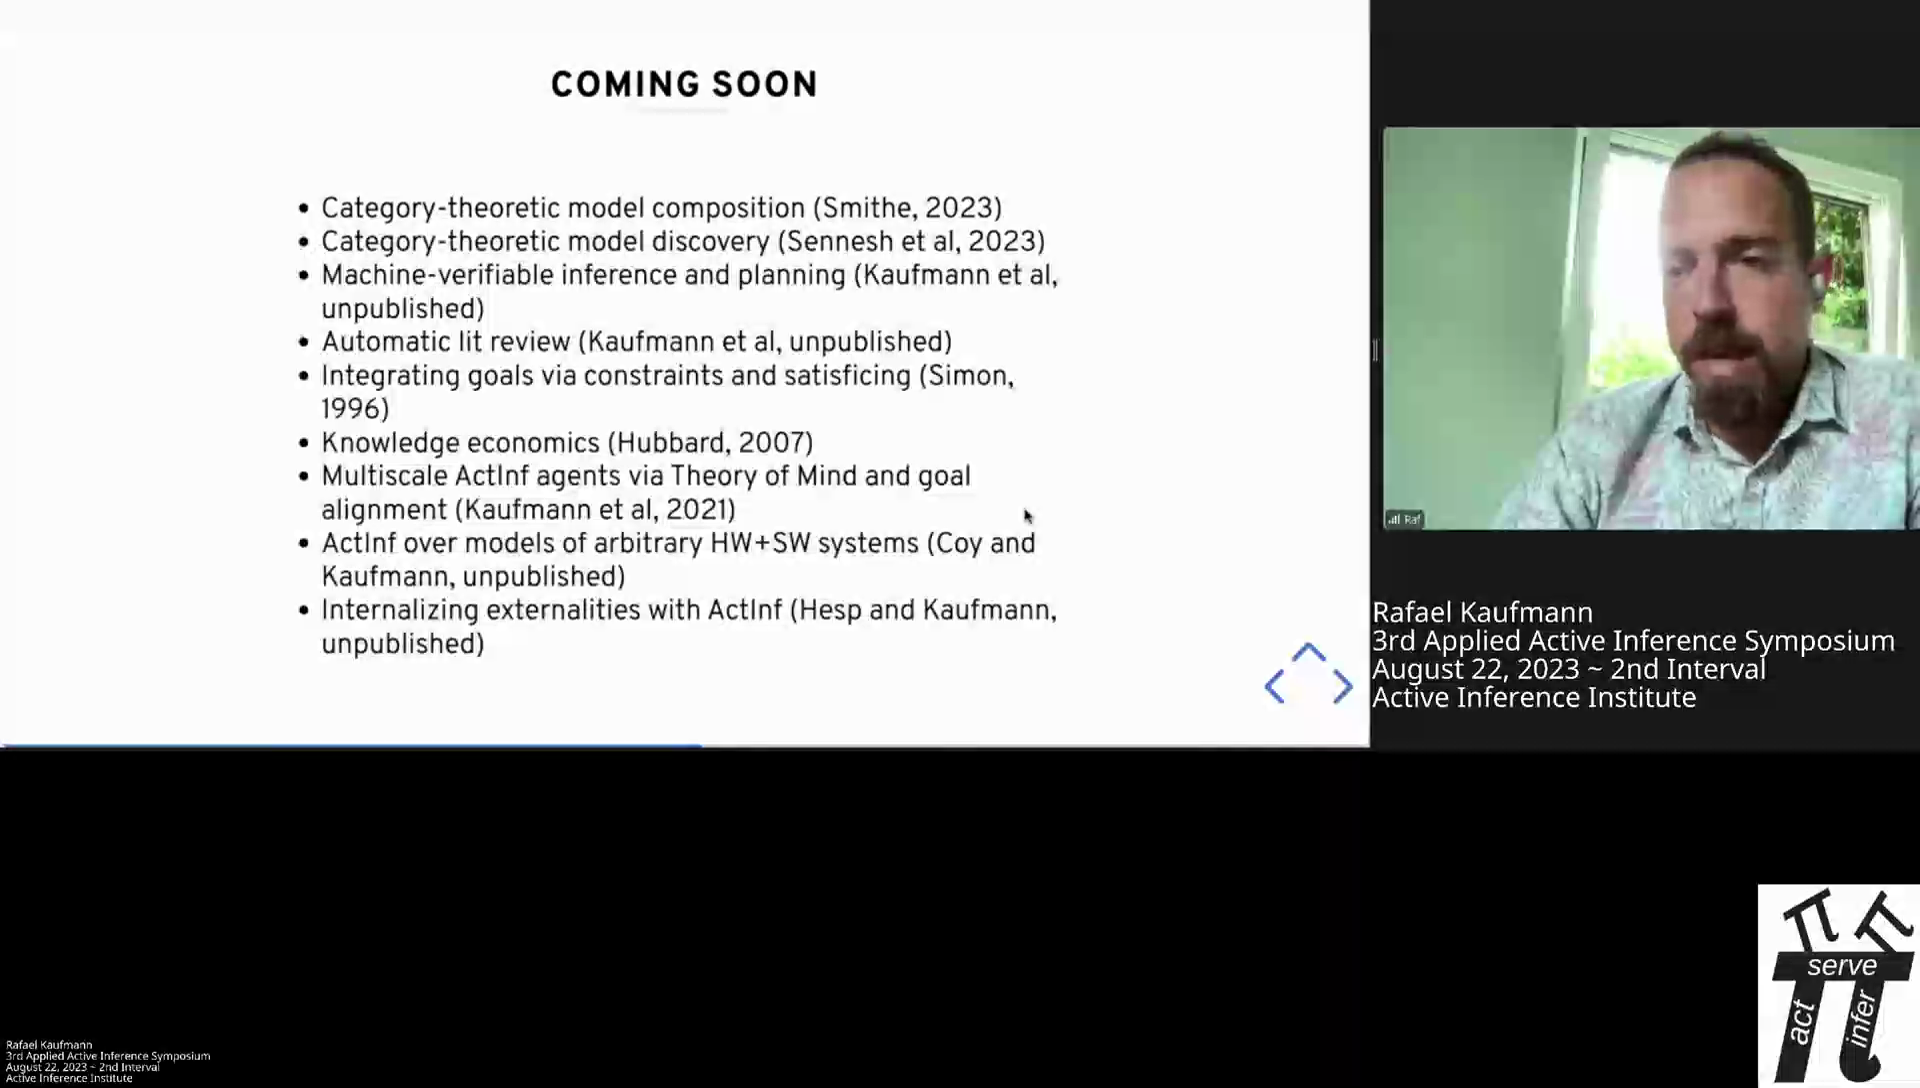 COMING SOON
• Category-theoretic model composition (Smithe, 2023)
• Category-theoretic model discovery (Sennesh et al, 2023)
• Machine-verifiable inference and planning (Kaufmann et al,
unpublished)
• Automatic lit review (Kaufmann et al, unpublished)
• Integrating goals via constraints and satisficing (Simon,
1996)
• Knowledge economics (Hubbard, 2007)
• Multiscale ActInf agents via Theory of Mind and goal
alignment (Kaufmann et al, 2021)
• ActInf over models of arbitrary HW+SW systems (Coy and
Kaufmann, unpublished)
• Internalizing externalities with ActInf (Hesp and Kaufmann,
unpublished)
Raf
Rafael Kaufmann
3rd Applied Active Inference Symposium
August 22, 2023 ~ 2nd Interval
Active Inference Institute
π π
serve
act
infer
Rafael Kaufmann
3rd Applied Active Inference Symposium
August 22, 2023 ~ 2nd Interval
Active Inference Institute